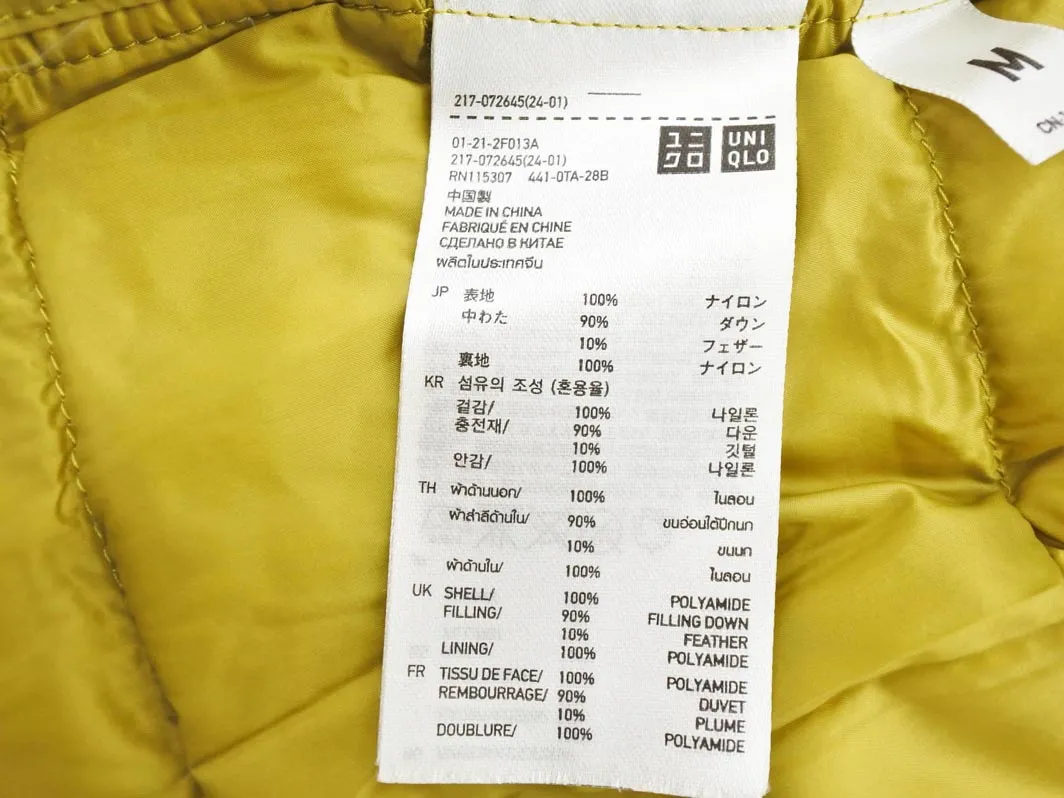 217-072645(24-01)
01-21-2F013A
217-072645(24-01)
RN115307 441-0TA-28B
ユニ
クロ
UNI
QLO
中国製
MADE IN CHINA
FABRIQUÉ EN CHINE
СДЕЛАНО В КИТАЕ
ผลิตในประเทศจีน
JP 表地 100% ナイロン
中わた 90% ダウン
10% フェザー
裏地 100% ナイロン
KR 섬유의 조성 (혼용율)
겉감/ 100% 나일론
충전재/ 90% 다운
10% 깃털
안감/ 100% 나일론
TH ผ้าด้านนอก/ 100% ไนลอน
ผ้าสำลีด้านใน/ 90% ขนอ่อนใต้ปีกนก
10% ขนนก
ผ้าด้านใน/ 100% ไนลอน
UK SHELL/ 100% POLYAMIDE
FILLING/ 90% FILLING DOWN
10% FEATHER
LINING/ 100% POLYAMIDE
FR TISSU DE FACE/ 100% POLYAMIDE
REMBOURRAGE/ 90% DUVET
10% PLUME
DOUBLURE/ 100% POLYAMIDE
M